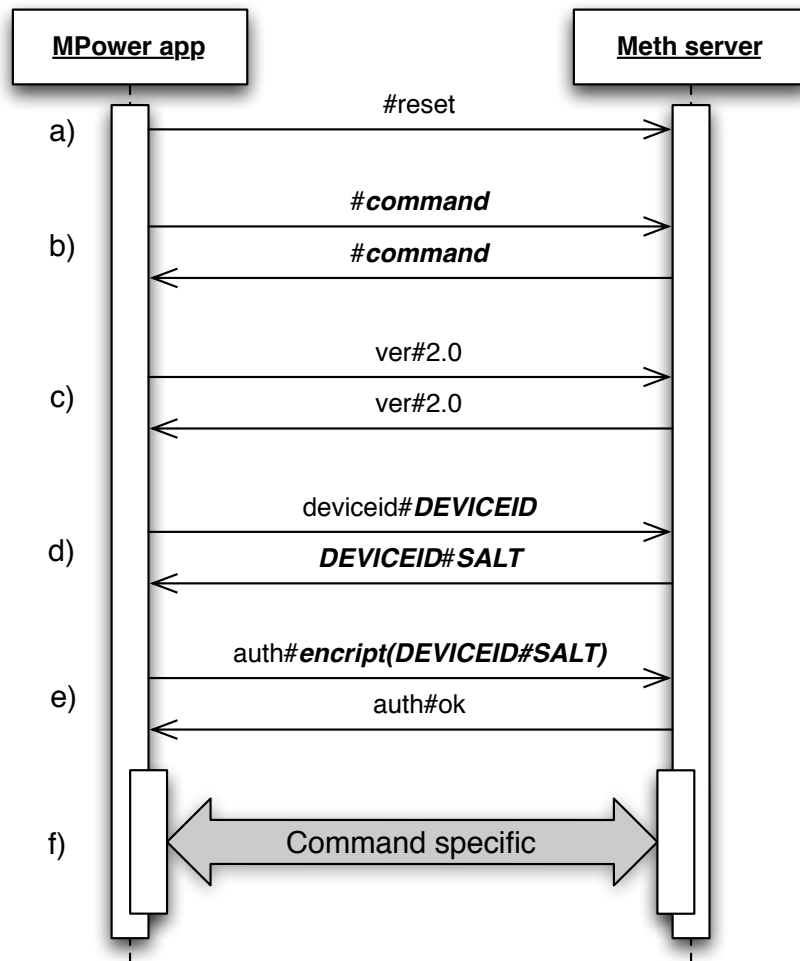 MPower app
Meth server
a)
#reset
b)
#command
#command
c)
ver#2.0
ver#2.0
d)
deviceid#DEVICEID
DEVICEID#SALT
e)
auth#encript(DEVICEID#SALT)
auth#ok
f)
Command specific